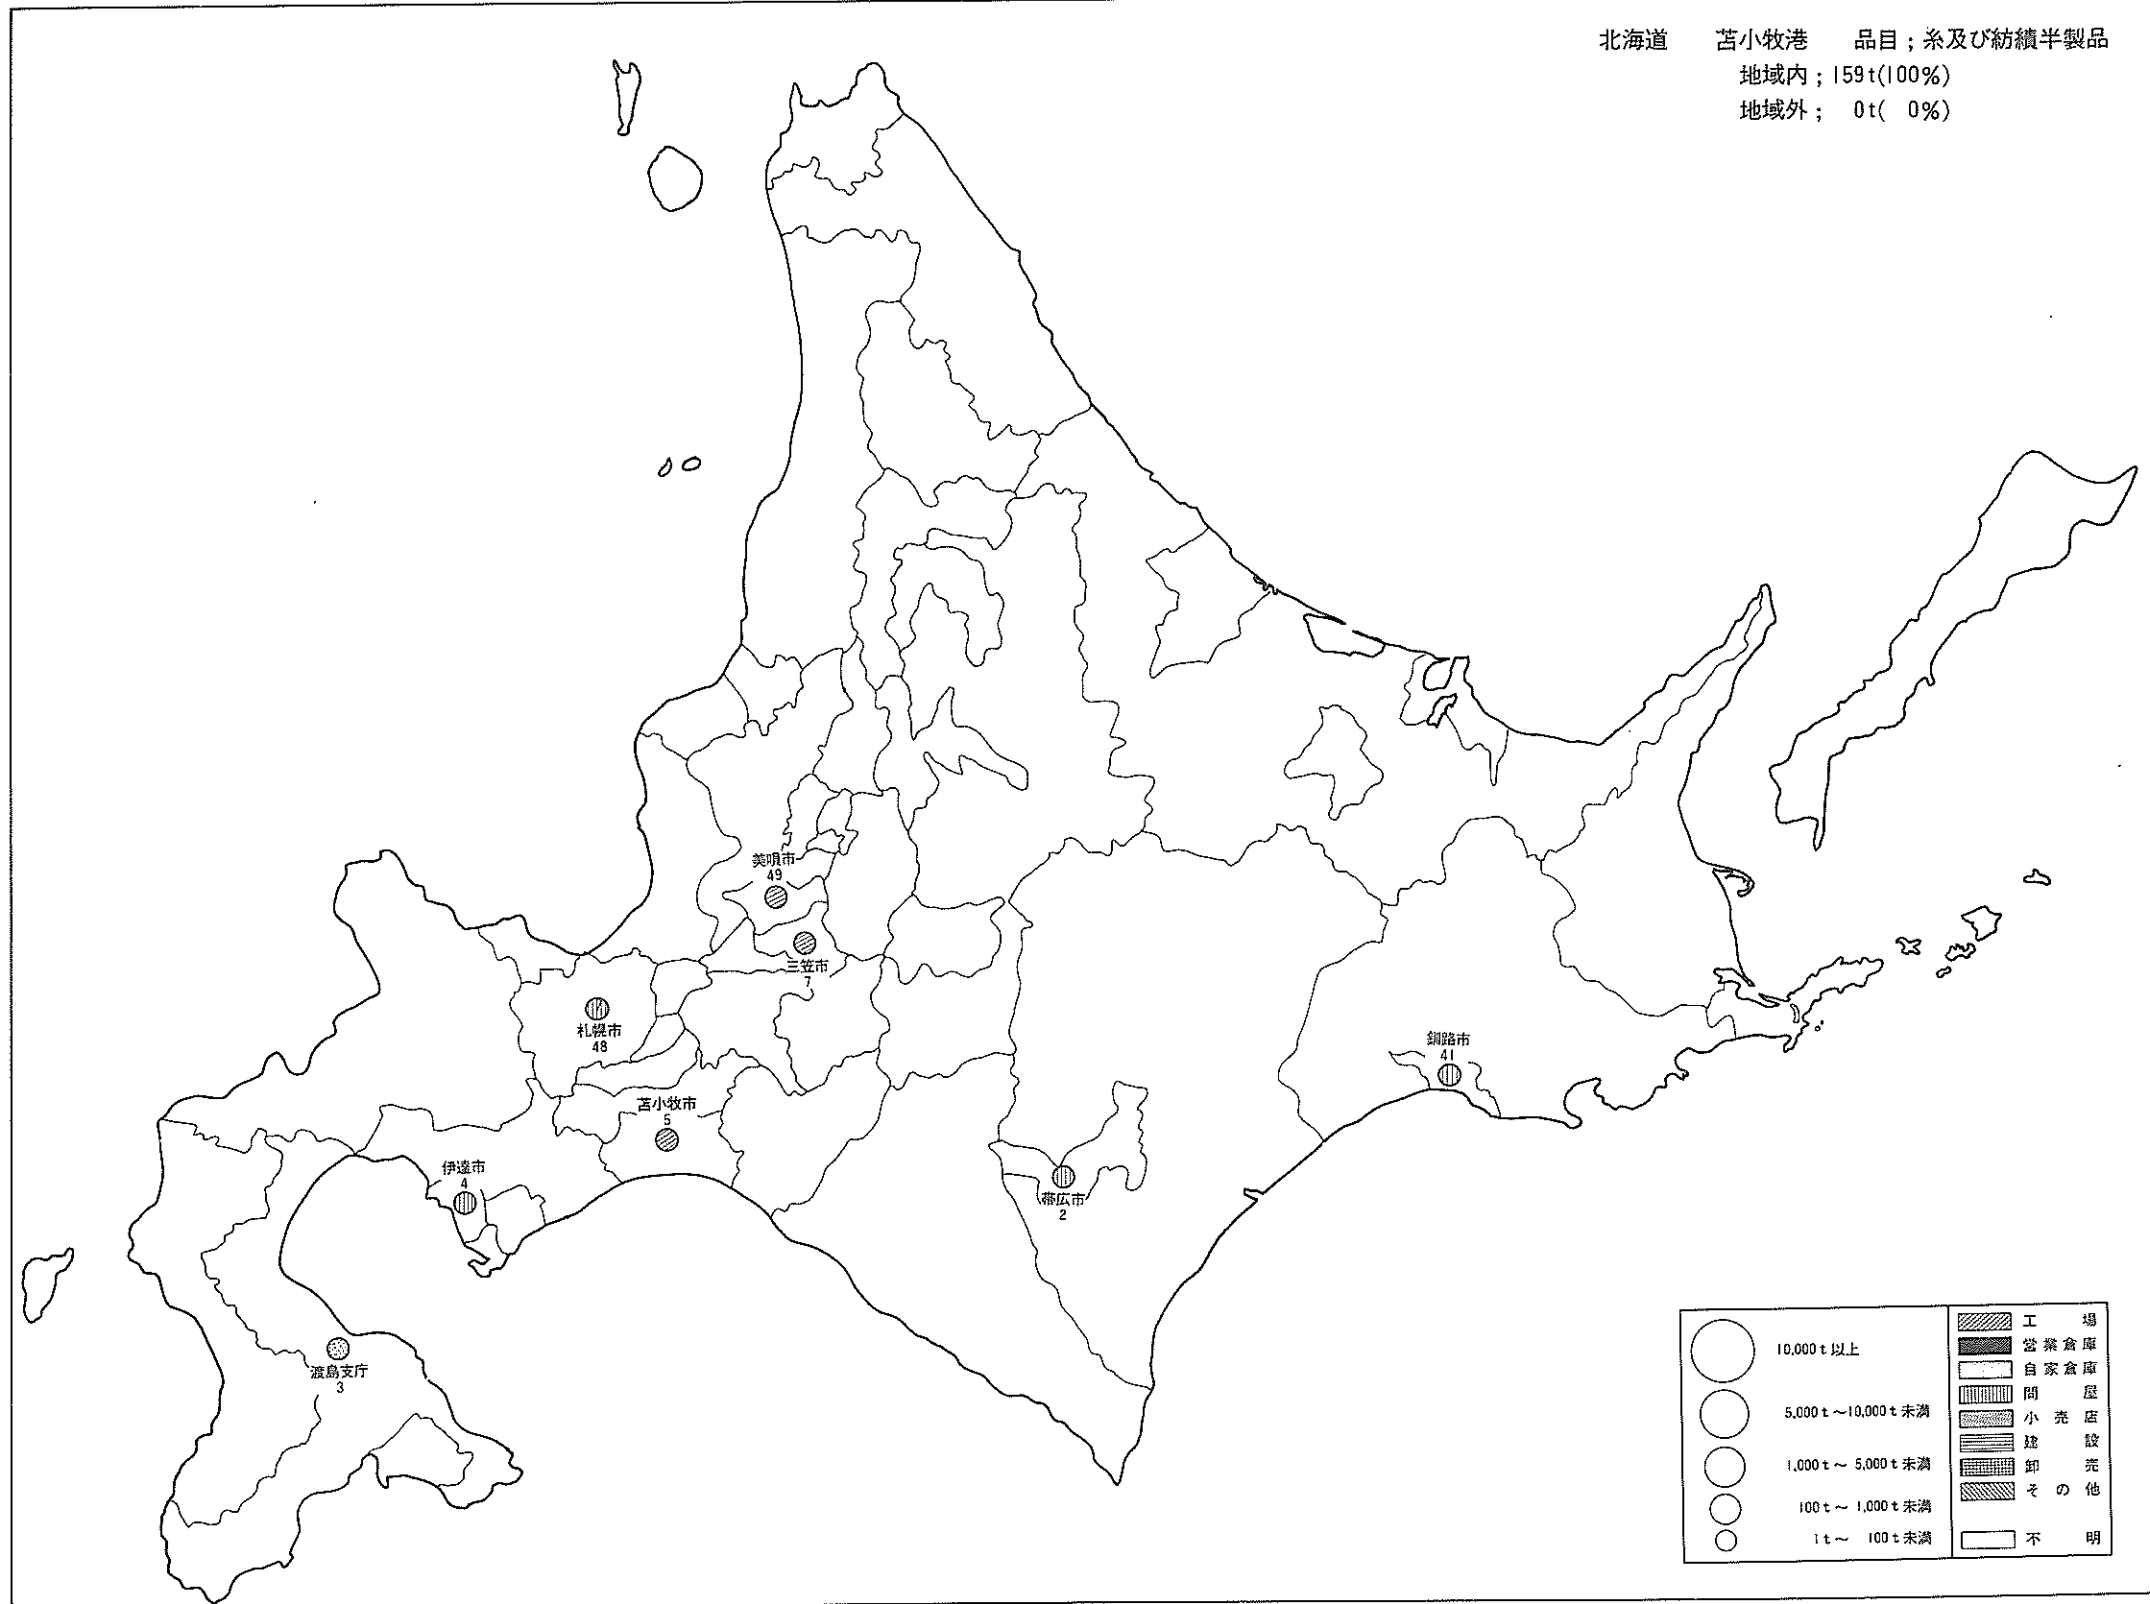 北海道 苫小牧港 品目；糸及び紡績半製品
地域内；159t(100%)
地域外； 0t( 0%)
美唄市
49
三笠市
7
札幌市
48
釧路市
41
苫小牧市
5
伊達市
4
帯広市
2
渡島支庁
3
10,000t以上
5,000t～10,000t未満
1,000t～ 5,000t未満
100t～ 1,000t未満
1t～ 100t未満
工場
営業倉庫
自家倉庫
問屋
小売店
建設
卸売
その他
不明